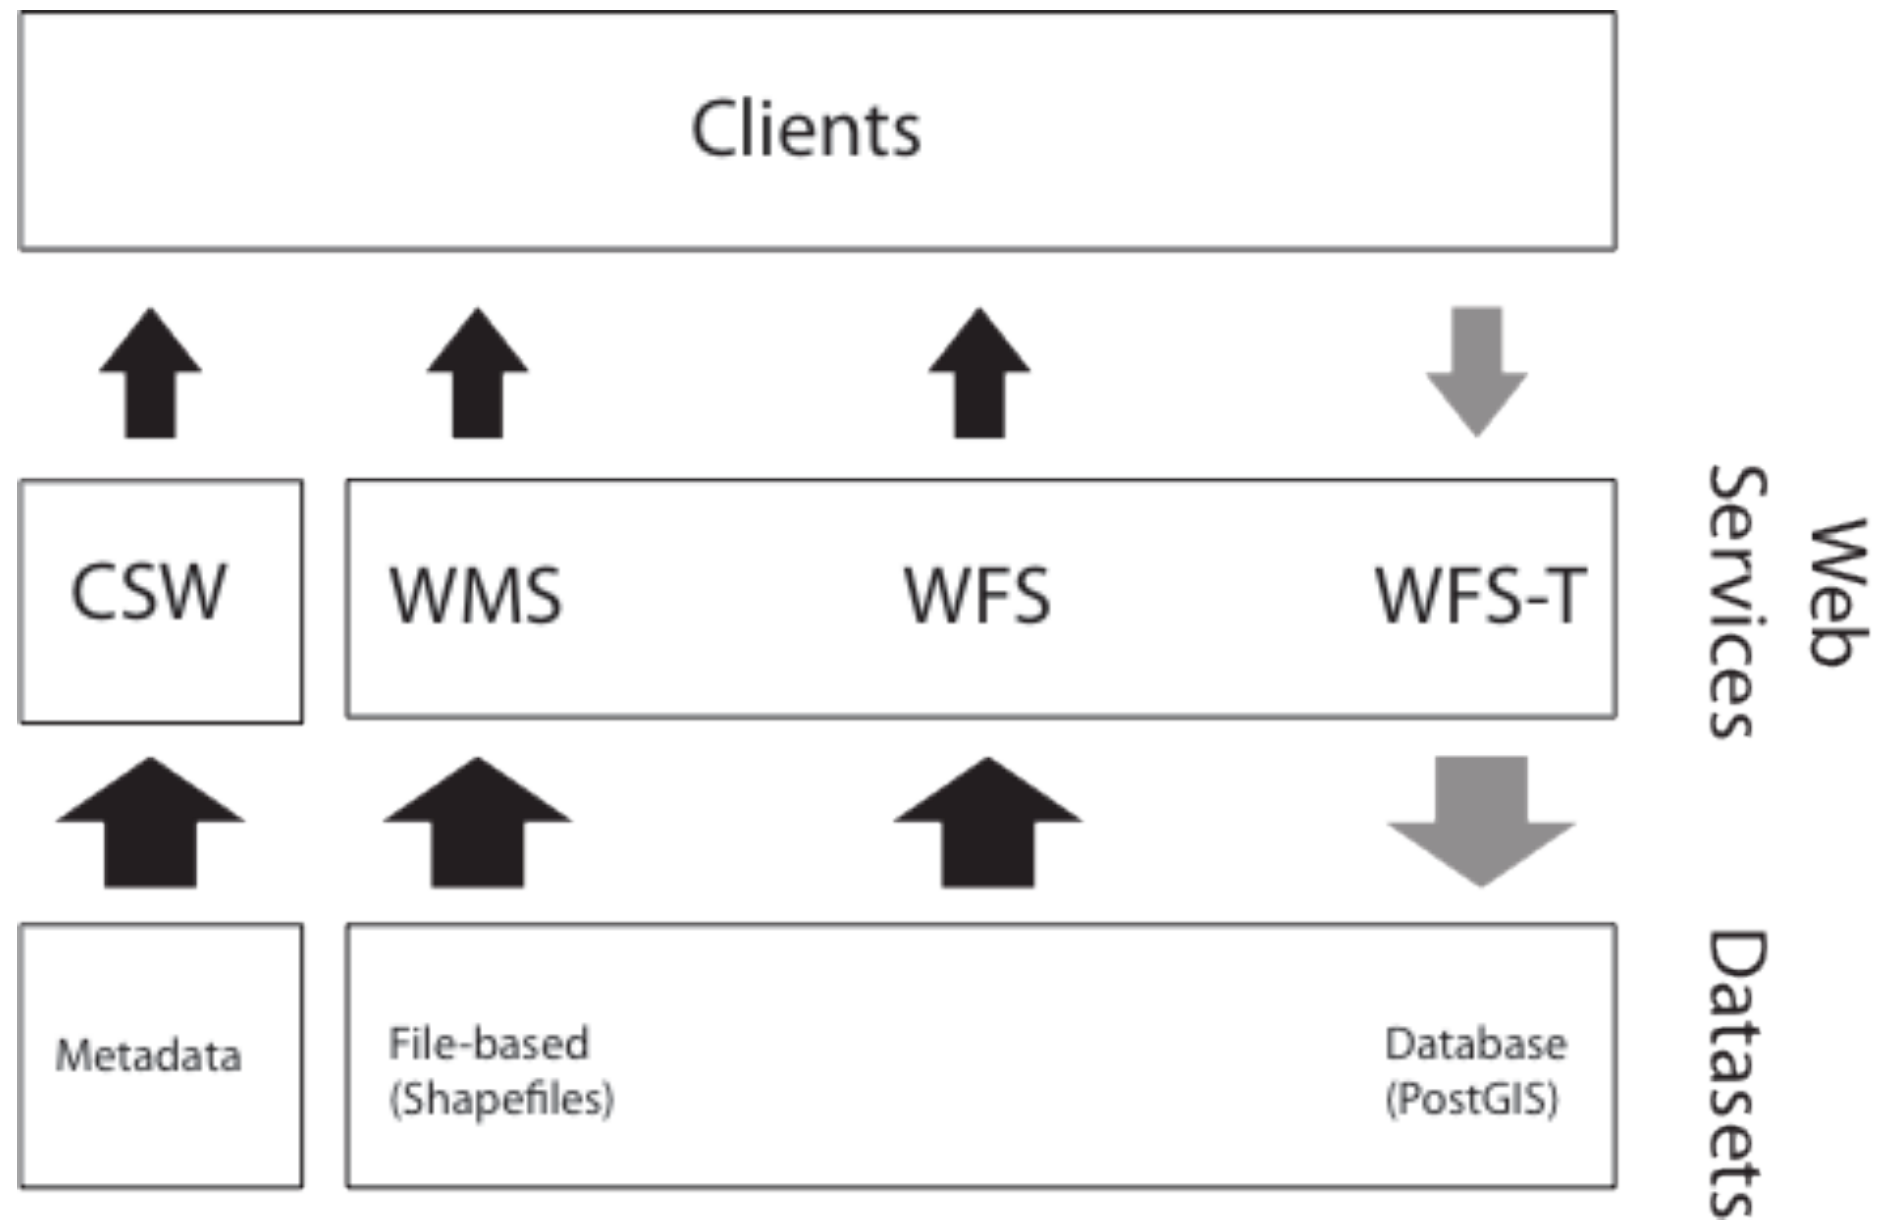 Clients
CSW
WMS
WFS
WFS-T
Web
Services
Metadata
File-based
(Shapefiles)
Database
(PostGIS)
Datasets